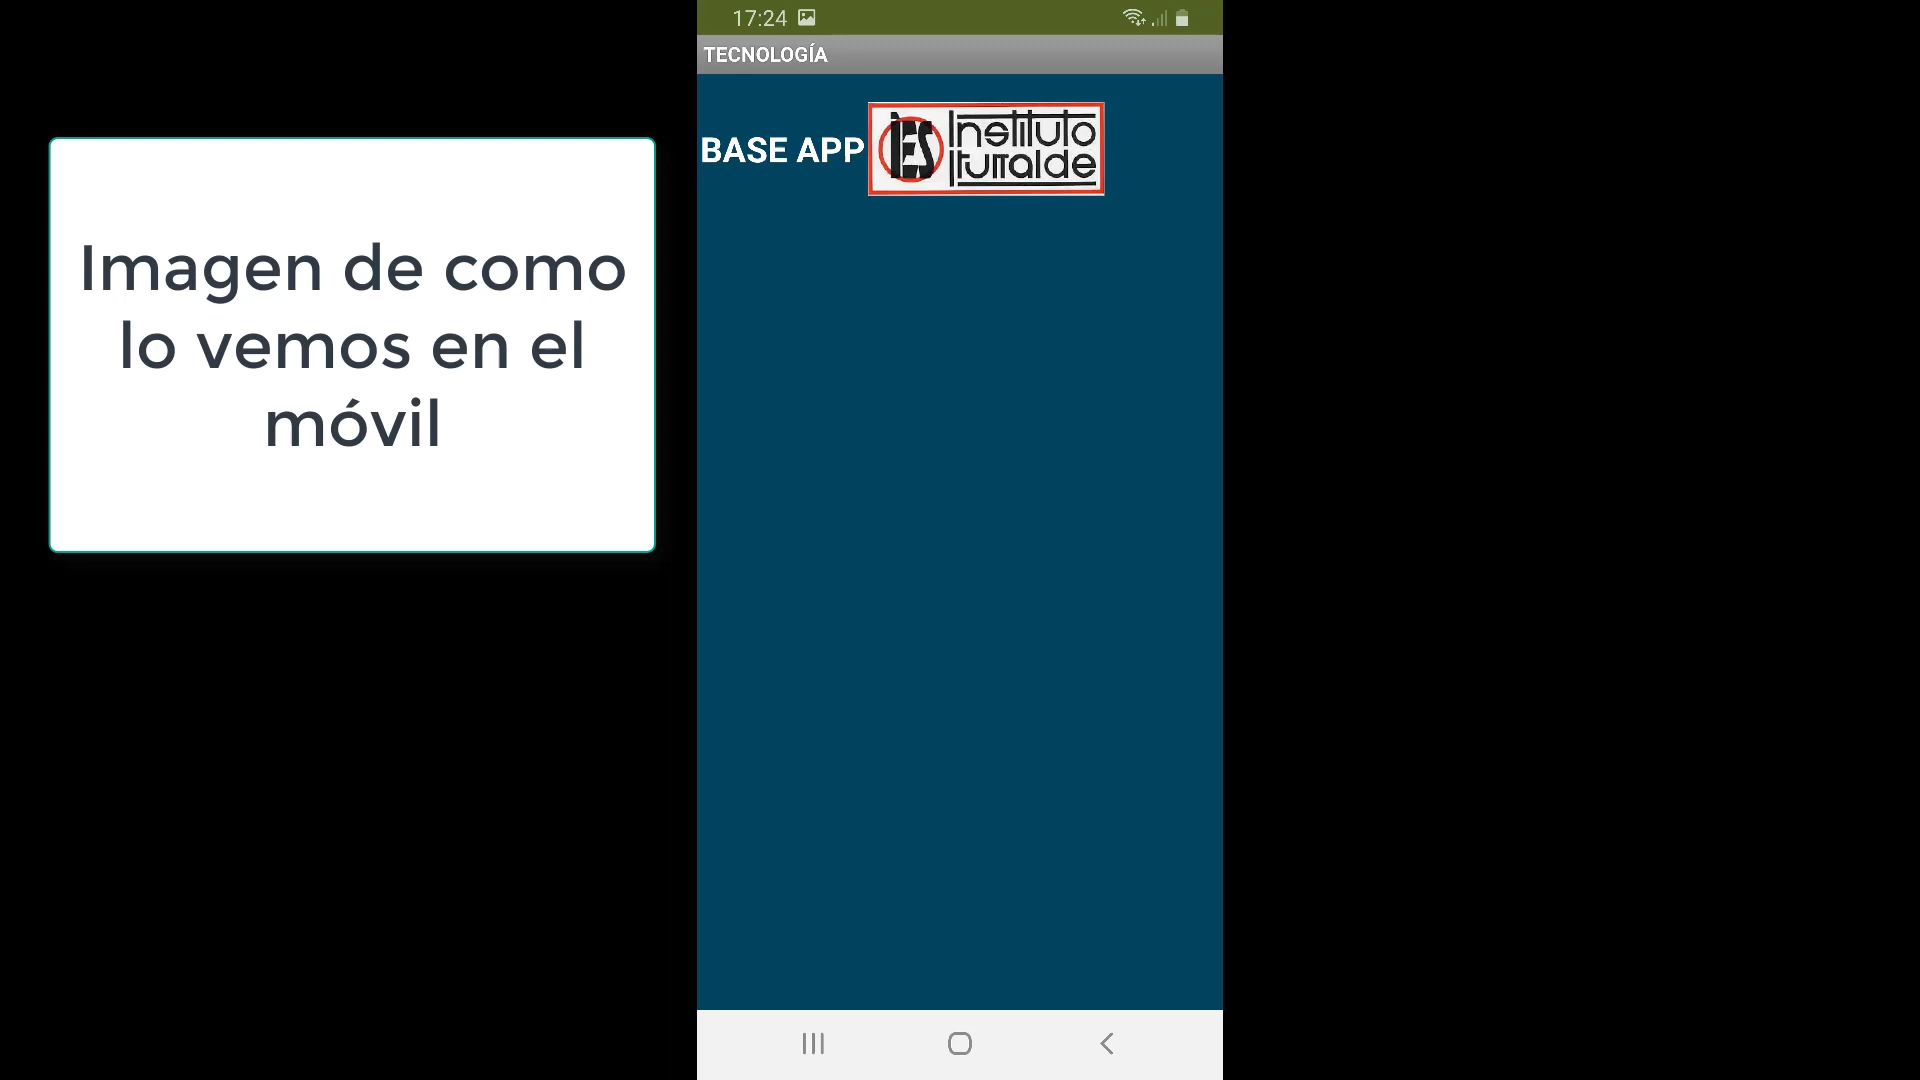 17:24
TECNOLOGÍA
BASE APP
IES
Instituto
Iturralde
Imagen de como
lo vemos en el
móvil